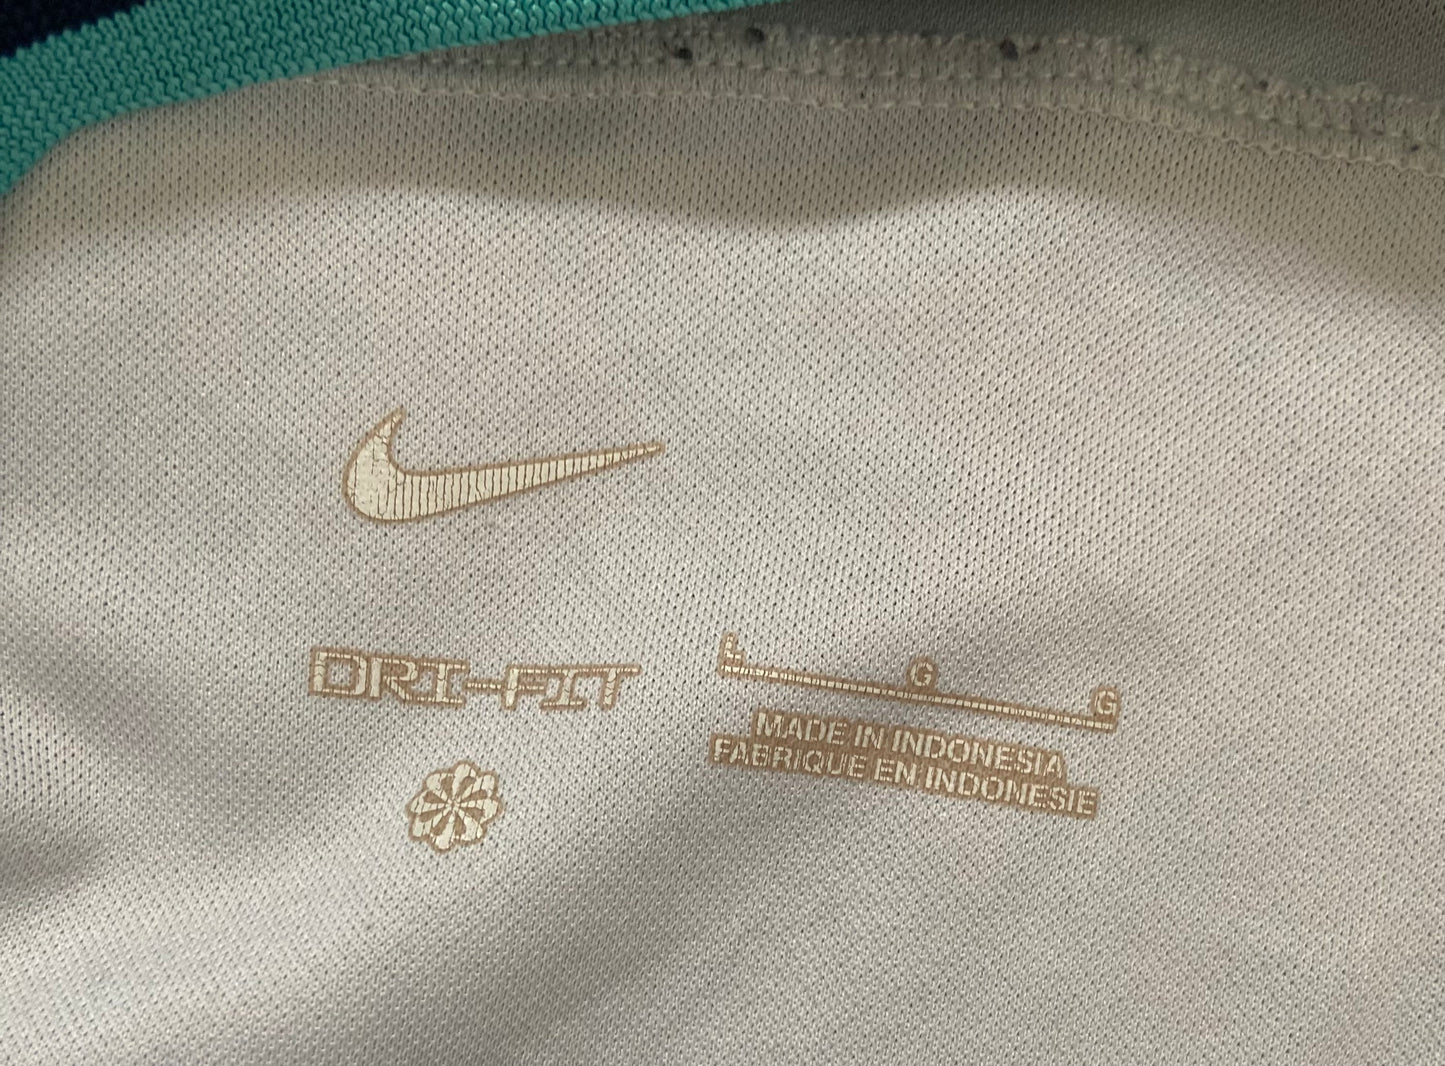 DRI-FIT
L G G
MADE IN INDONESIA
FABRIQUE EN INDONESIE